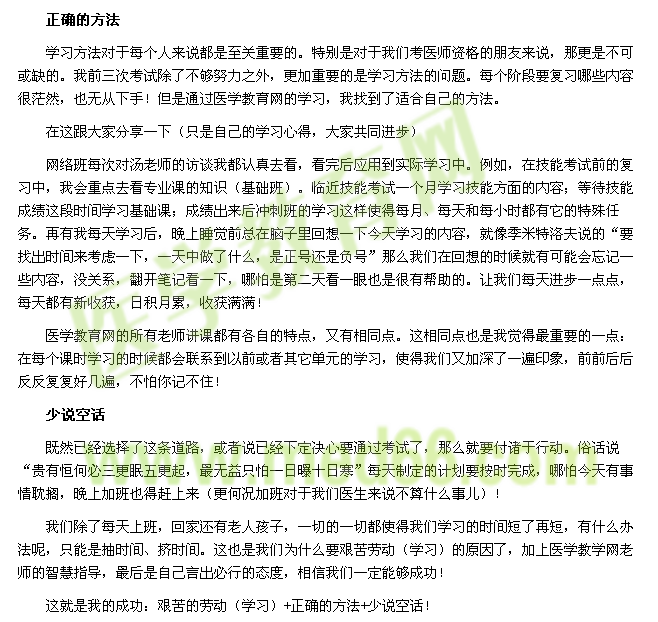 正确的方法
学习方法对于每个人来说都是至关重要的。特别是对于我们考医师资格的朋友来说，那更是不可
或缺的。我前三次考试除了不够努力之外，更加重要的是学习方法的问题。每个阶段要复习哪些内容
很茫然，也无从下手！但是通过医学教育网的学习，我找到了适合自己的方法。
在这跟大家分享一下（只是自己的学习心得，大家共同进步）
网络班每次对汤老师的访谈我都认真去看，看完后应用到实际学习中。例如，在技能考试前的复
习中，我会重点去看专业课的知识（基础班）。临近技能考试一个月学习技能方面的内容；等待技能
成绩这段时间学习基础课；成绩出来后冲刺班的学习这样使得每月、每天和每小时都有它的特殊任
务。再有我每天学习后，晚上睡觉前总在脑子里回想一下今天学习的内容，就像季米特洛夫说的“要
找出时间来考虑一下，一天中做了什么，是正号还是负号”那么我们在回想的时候就有可能会忘记一
些内容，没关系，翻开笔记看一下，哪怕是第二天看一眼也是很有帮助的。让我们每天进步一点点，
每天都有新收获，日积月累，收获满满！
医学教育网的所有老师讲课都有各自的特点，又有相同点。这相同点也是我觉得最重要的一点：
在每个课时学习的时候都会联系到以前或者其它单元的学习，使得我们又加深了一遍印象，前前后后
反反复复好几遍，不怕你记不住！
少说空话
既然已经选择了这条道路，或者说已经下定决心要通过考试了，那么就要付诸于行动。俗话说
“贵有恒何必三更眠五更起，最无益只怕一日曝十日寒”每天制定的计划要按时完成，哪怕今天有事
情耽搁，晚上加班也得赶上来（更何况加班对于我们医生来说不算什么事儿）！
我们除了每天上班，回家还有老人孩子，一切的一切都使得我们学习的时间短了再短，有什么办
法呢，只能是抽时间、挤时间。这也是我们为什么要艰苦劳动（学习）的原因了，加上医学教学网老
师的智慧指导，最后是自己言出必行的态度，相信我们一定能够成功！
这就是我的成功：艰苦的劳动（学习）+正确的方法+少说空话！
医学教育网
www.med66.com